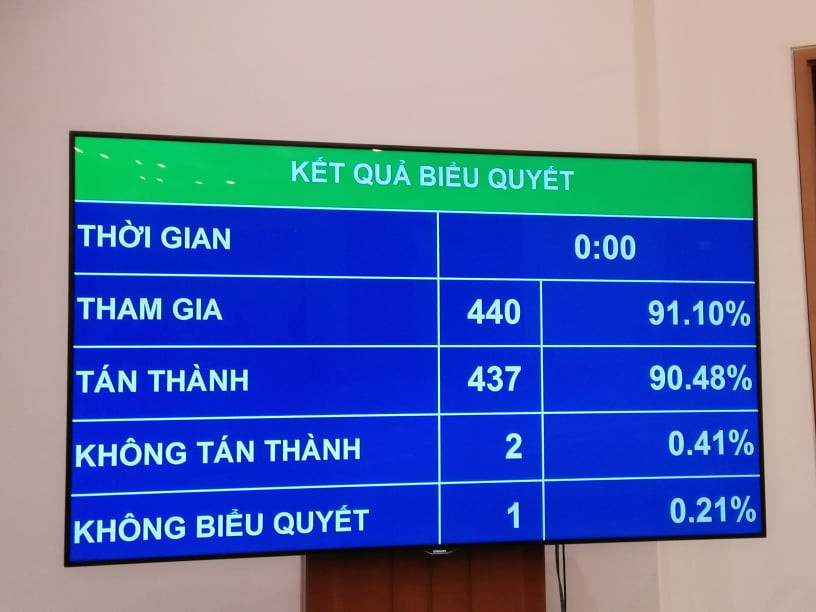 KẾT QUẢ BIỂU QUYẾT
THỜI GIAN 0:00
THAM GIA 440 91.10%
TÁN THÀNH 437 90.48%
KHÔNG TÁN THÀNH 2 0.41%
KHÔNG BIỂU QUYẾT 1 0.21%
SAMSUNG